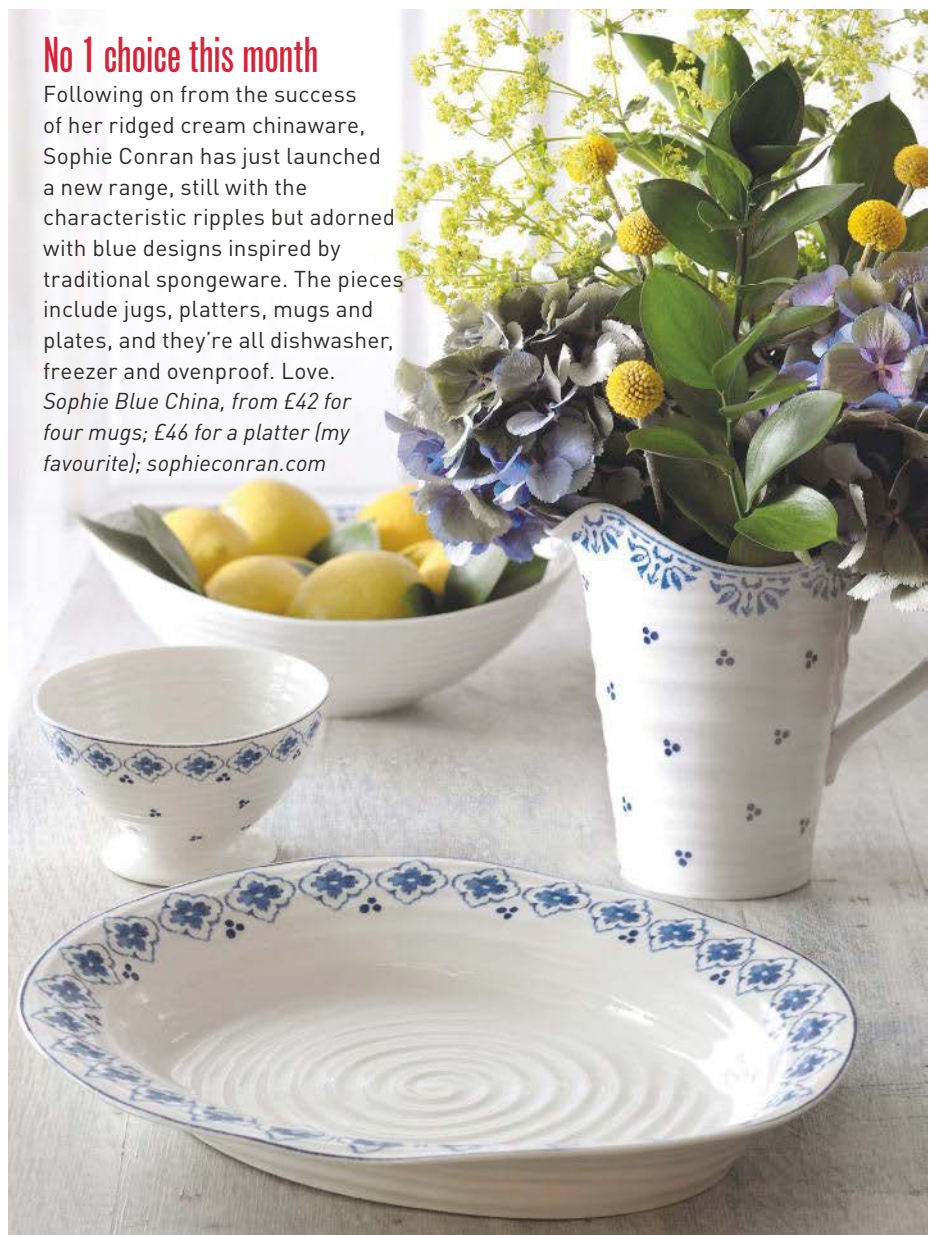 No 1 choice this month
Following on from the success
of her ridged cream chinaware,
Sophie Conran has just launched
a new range, still with the
characteristic ripples but adorned
with blue designs inspired by
traditional spongeware. The pieces
include jugs, platters, mugs and
plates, and they’re all dishwasher,
freezer and ovenproof. Love.
Sophie Blue China, from £42 for
four mugs; £46 for a platter (my
favourite); sophieconran.com